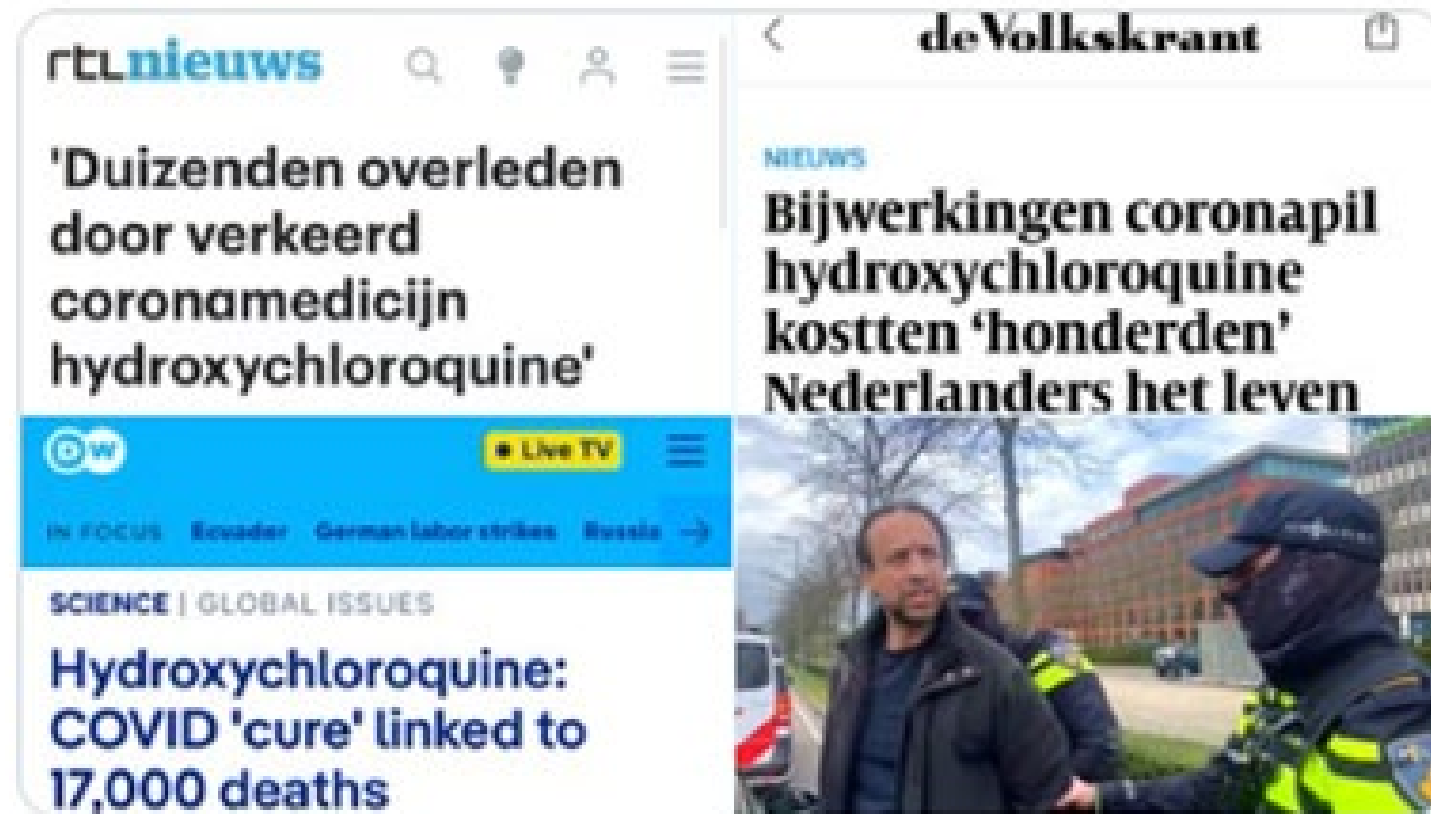 rtlnieuws
'Duizenden overleden
door verkeerd
coronamedicijn
hydroxychloroquine'
deVolkskrant
NIEUWS
Bijwerkingen coronapil
hydroxychloroquine
kostten ‘honderden’
Nederlanders het leven
DW
Live TV
IN FOCUS Ecuador German labor strikes Russia
SCIENCE | GLOBAL ISSUES
Hydroxychloroquine:
COVID 'cure' linked to
17,000 deaths